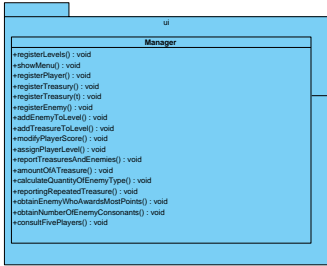 ui
Manager
+registerLevels() : void
+showMenu() : void
+registerPlayer() : void
+registerTreasury() : void
+registerTreasury(t) : void
+registerEnemy() : void
+addEnemyToLevel() : void
+addTreasureToLevel() : void
+modifyPlayerScore() : void
+assignPlayerLevel() : void
+reportTreasuresAndEnemies() : void
+amountOfATreasure() : void
+calculateQuantityOfEnemyType() : void
+reportingRepeatedTreasure() : void
+obtainEnemyWhoAwardsMostPoints() : void
+obtainNumberOfEnemyConsonants() : void
+consultFivePlayers() : void